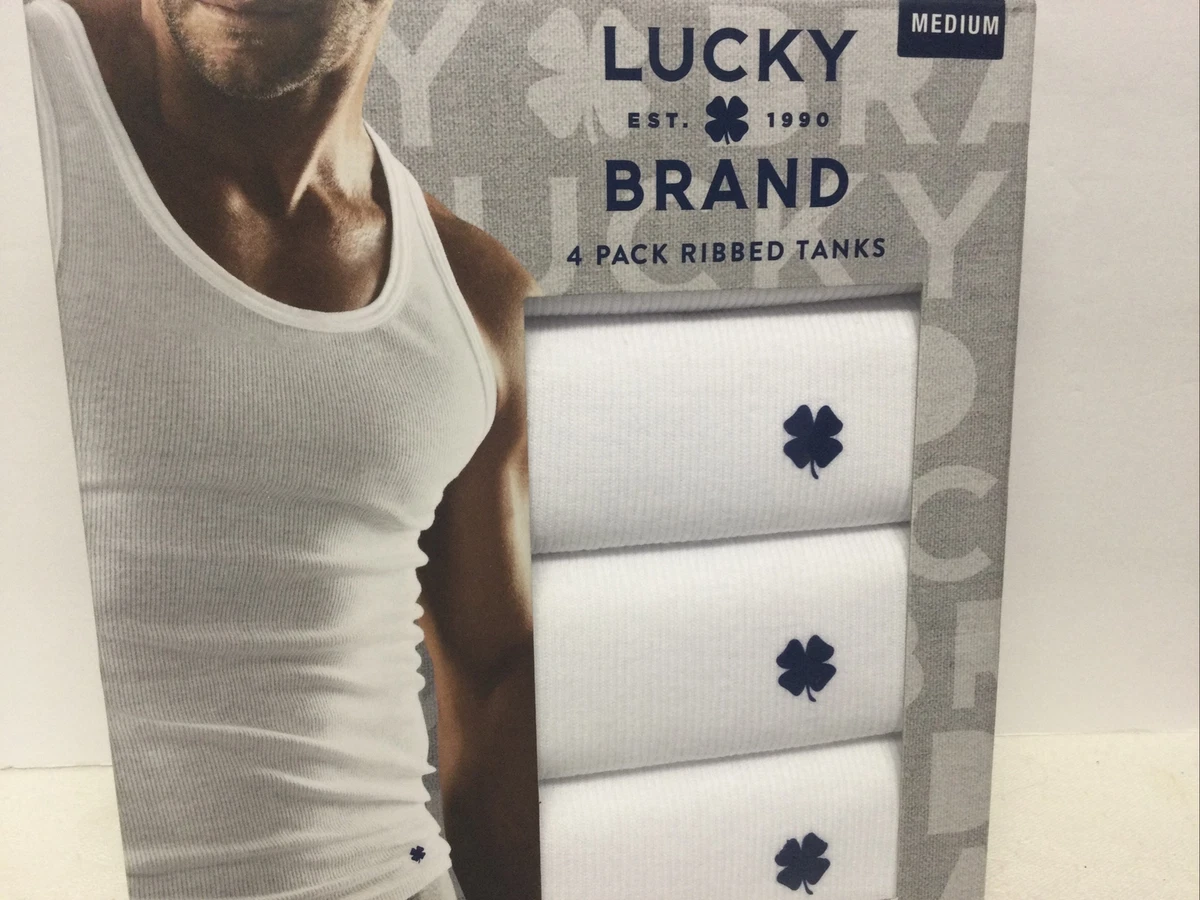 MEDIUM
LUCKY
EST. 1990
BRAND
4 PACK RIBBED TANKS